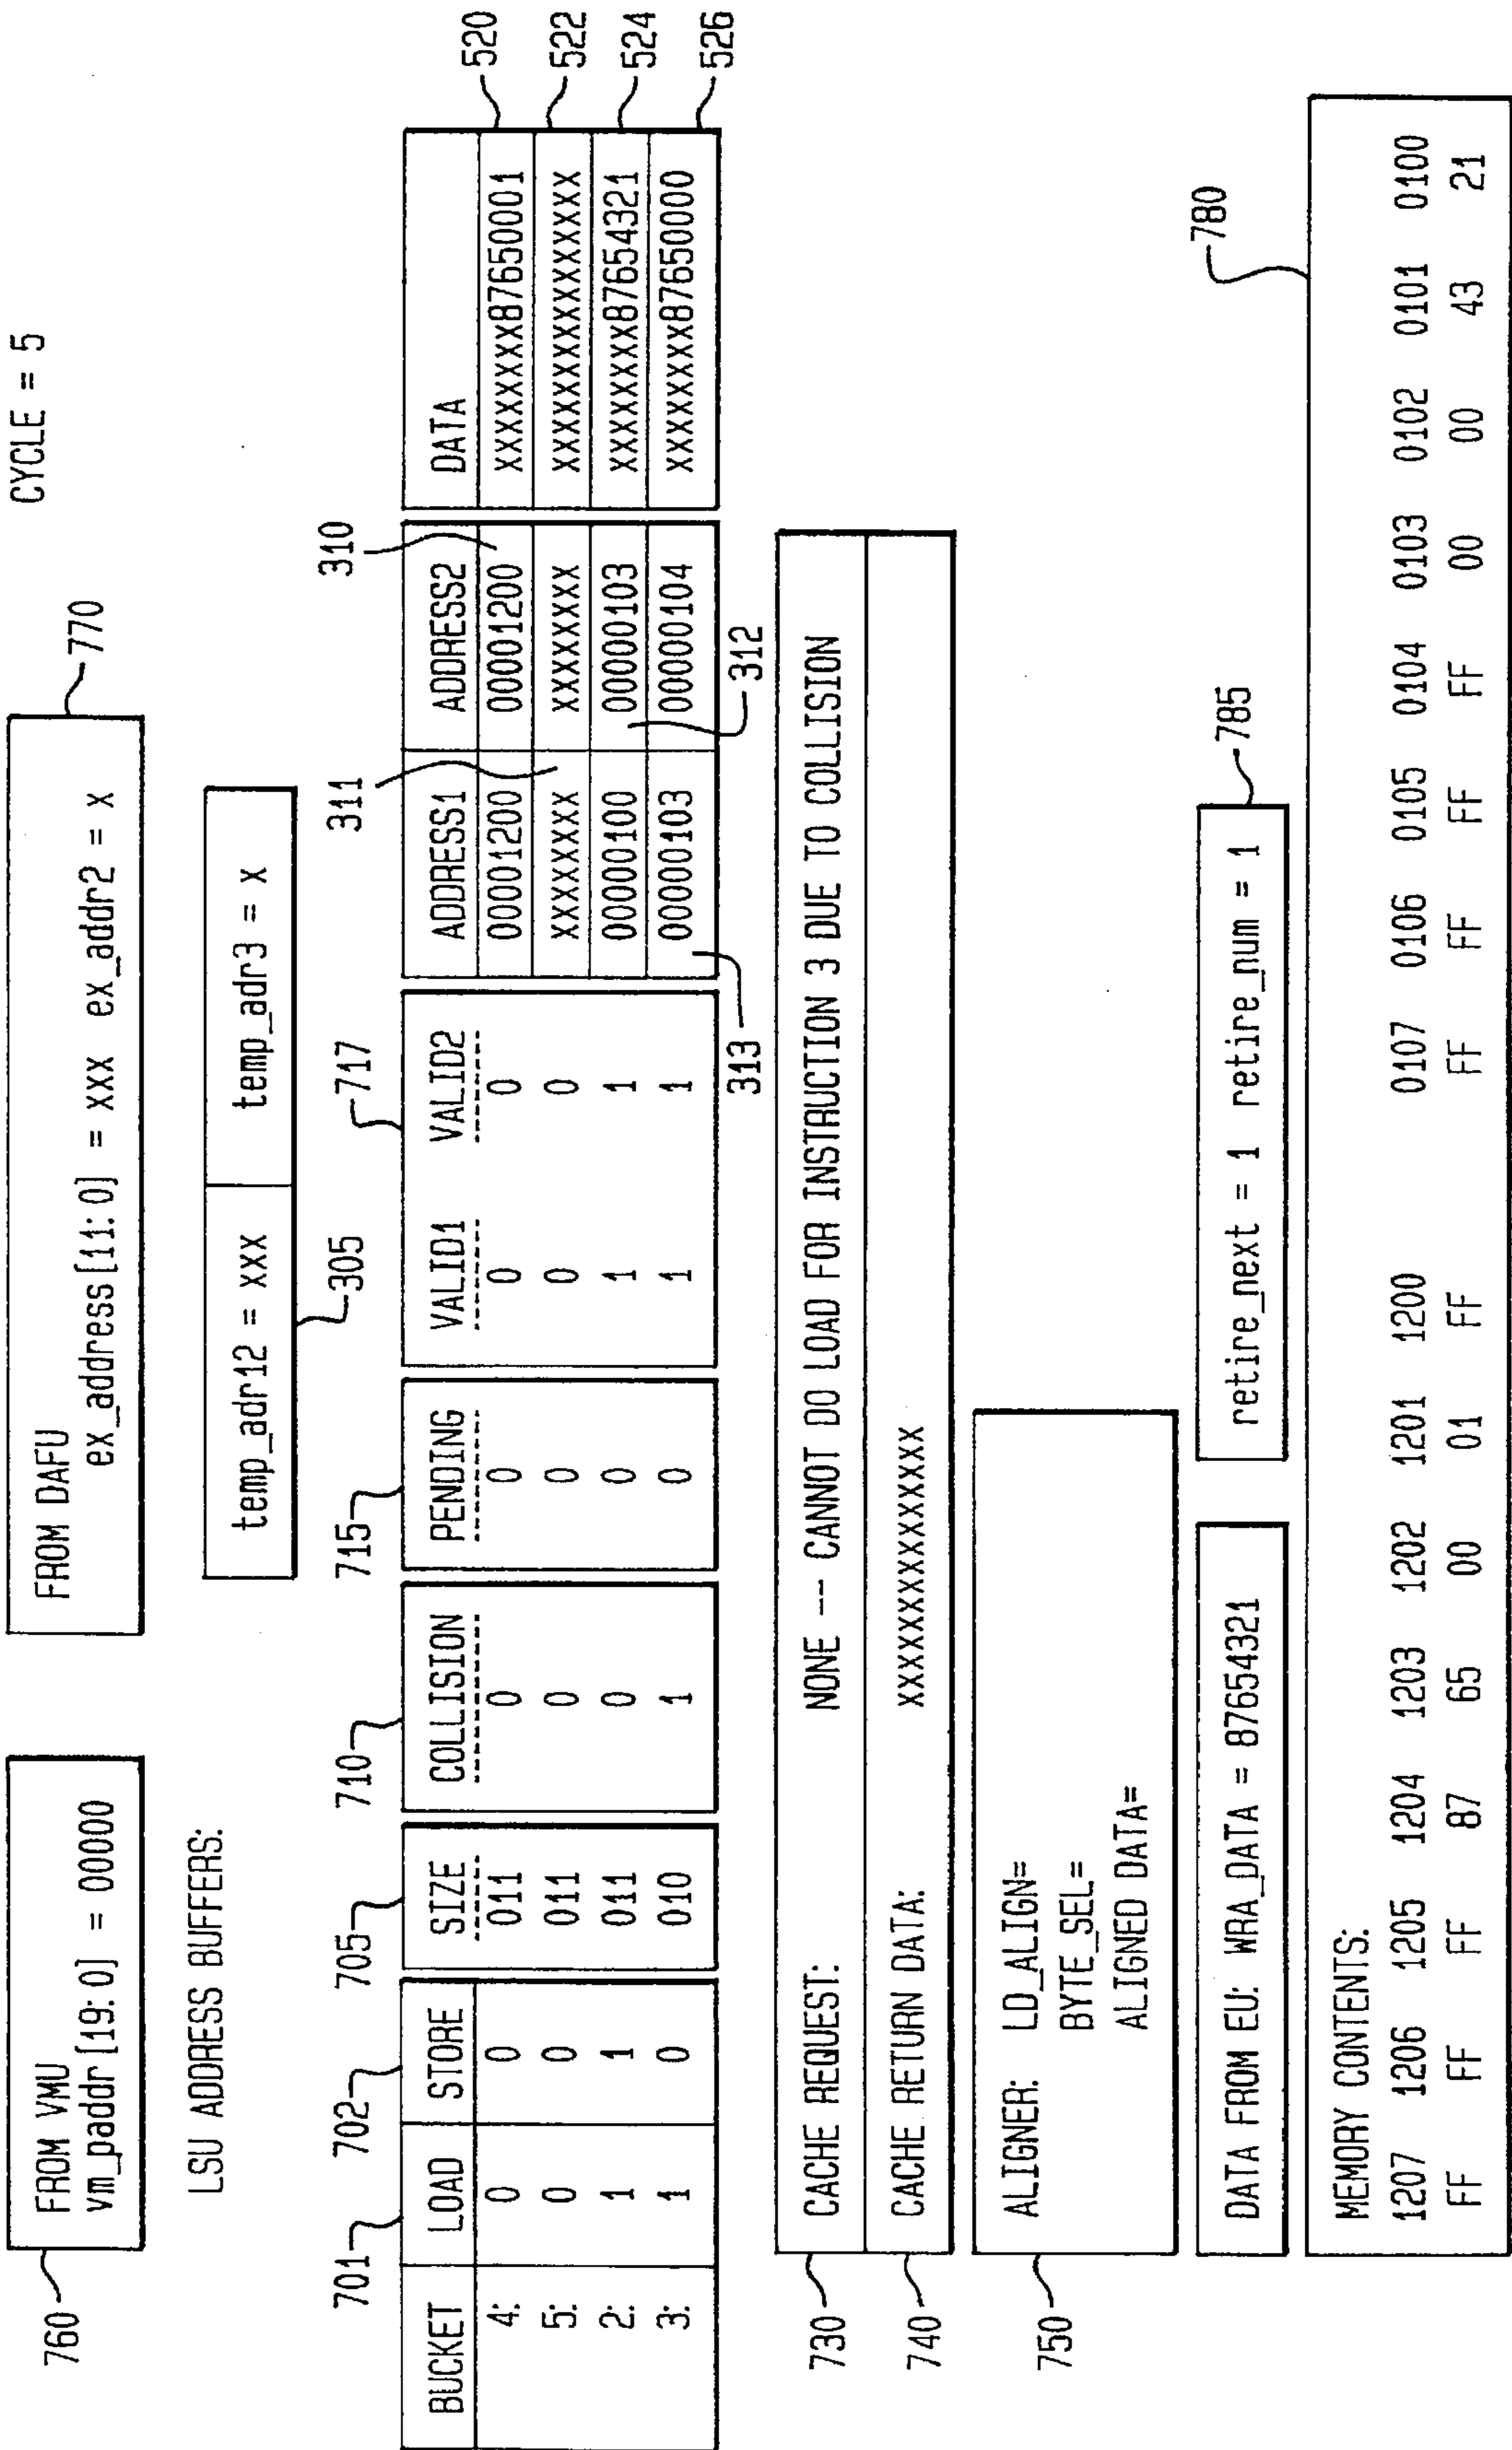 CYCLE = 5
FROM VMU
vm_paddr[19:0] = 00000
760
FROM DAFU
ex_address[11:0] = xxx ex_addr2 = x
770
LSU ADDRESS BUFFERS:
temp_adr12 = xxx temp_adr3 = x
305
701 702 705 710 715 717 311 310
BUCKET LOAD STORE SIZE COLLISION PENDING VALID1 VALID2 ADDRESS1 ADDRESS2 DATA
4: 0 0 011 0 0 0 0 00001200 00001200 XXXXXXXX87650001 520
5: 0 0 011 0 0 0 0 XXXXXXXX XXXXXXXX XXXXXXXXXXXXXXXX 522
2: 1 1 011 0 0 1 1 00000100 00000103 XXXXXXXX87654321 524
3: 1 0 010 1 0 1 1 00000103 00000104 XXXXXXXX87650000 526
313 312
730 CACHE REQUEST: NONE -- CANNOT DO LOAD FOR INSTRUCTION 3 DUE TO COLLISION
740 CACHE RETURN DATA: XXXXXXXXXXXXXXXX
750 ALIGNER: LD_ALIGN=
BYTE_SEL=
ALIGNED DATA=
DATA FROM EU: WRA_DATA = 87654321 retire_next = 1 retire_num = 1 785
780
MEMORY CONTENTS:
1207 1206 1205 1204 1203 1202 1201 1200 0107 0106 0105 0104 0103 0102 0101 0100
FF FF FF 87 65 00 01 FF FF FF FF FF 00 00 43 21